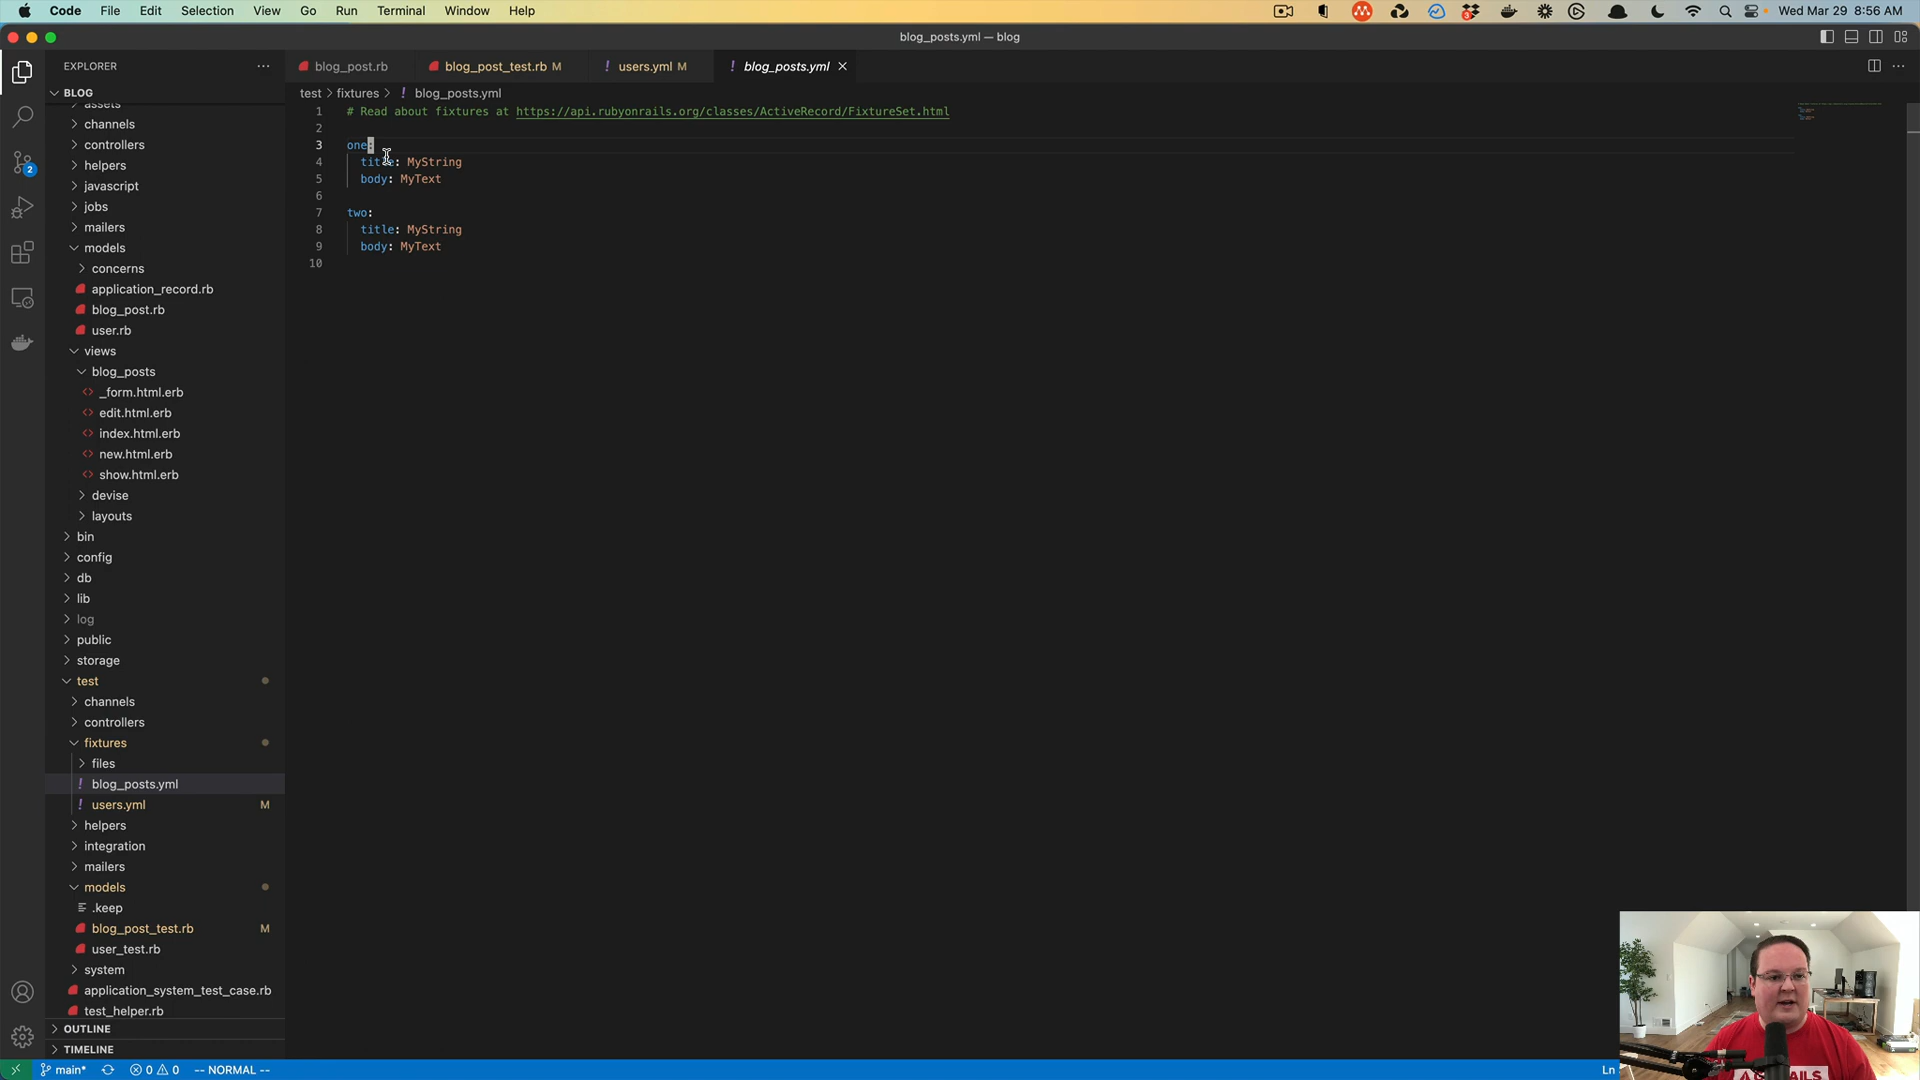 Code File Edit Selection View Go Run Terminal Window Help
3
Wed Mar 29 8:56 AM
blog_posts.yml — blog
EXPLORER
blog_post.rb
blog_post_test.rb M
! users.yml M
! blog_posts.yml
BLOG
test > fixtures > ! blog_posts.yml
assets
channels
controllers
helpers
javascript
jobs
mailers
models
concerns
application_record.rb
blog_post.rb
user.rb
views
blog_posts
<> _form.html.erb
<> edit.html.erb
<> index.html.erb
<> new.html.erb
<> show.html.erb
devise
layouts
bin
config
db
lib
log
public
storage
test
channels
controllers
fixtures
files
! blog_posts.yml
! users.yml M
helpers
integration
mailers
models
.keep
blog_post_test.rb M
user_test.rb
system
application_system_test_case.rb
test_helper.rb
OUTLINE
TIMELINE
2
1 # Read about fixtures at https://api.rubyonrails.org/classes/ActiveRecord/FixtureSet.html
2
3 one:
4 title: MyString
5 body: MyText
6
7 two:
8 title: MyString
9 body: MyText
10
main* 0 0 -- NORMAL --
Ln